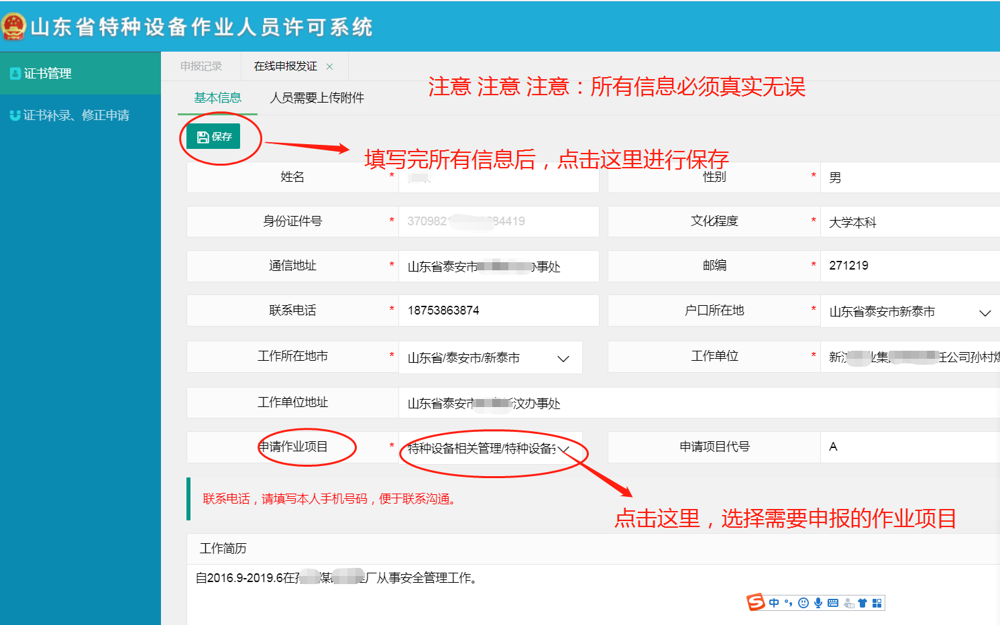 山东省特种设备作业人员许可系统
证书管理
证书补录、修正申请
申报记录 在线申报发证 ×
注意 注意 注意：所有信息必须真实无误
基本信息 人员需要上传附件
保存
填写完所有信息后，点击这里进行保存
姓名 * 性别 * 男
身份证件号 * 370982 84419 文化程度 * 大学本科
通信地址 * 山东省泰安市 办事处 邮编 * 271219
联系电话 * 18753863874 户口所在地 * 山东省泰安市新泰市
工作所在地市 * 山东省/泰安市/新泰市 工作单位 * 新汶 业集 任公司孙村煤
工作单位地址 山东省泰安市 汶办事处
申请作业项目 * 特种设备相关管理/特种设备安 申请项目代号 A
联系电话，请填写本人手机号码，便于联系沟通。
点击这里，选择需要申报的作业项目
工作简历
自2016.9-2019.6在 煤 厂从事安全管理工作。
S 中